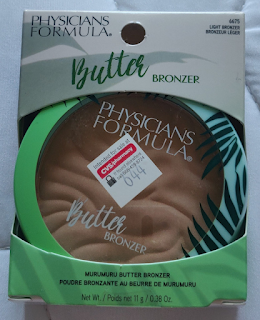 PHYSICIANS
FORMULA®
6675
LIGHT BRONZER
BRONZEUR LÉGER
Butter
BRONZER
PHYSICIANS
FORMULA®
CVS/pharmacy
044
Butter
BRONZER
MURUMURU BUTTER BRONZER
POUDRE BRONZANTE AU BEURRE DE MURUMURU
Net Wt. / Poids net 11 g / 0.38 Oz.